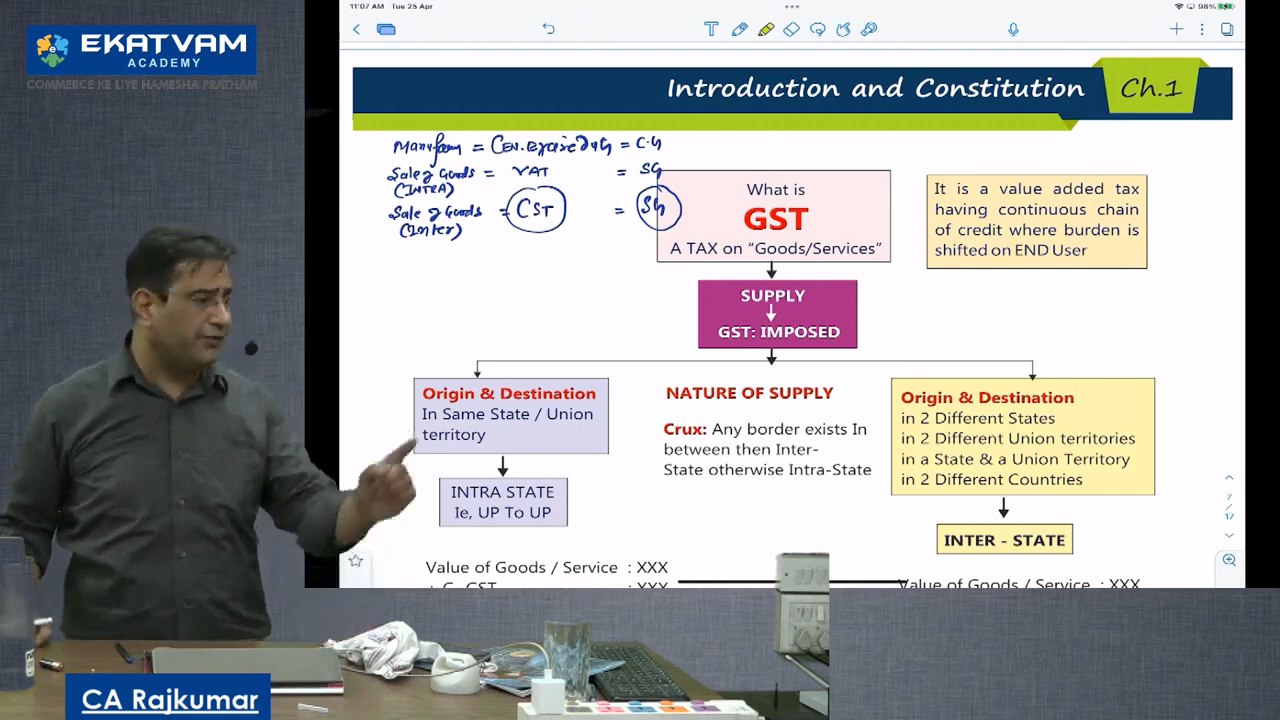 11:07 AM Tue 25 Apr
98%
EKATVAM
ACADEMY
COMMERCE KE LIYE HAMESHA PRATHAM
Introduction and Constitution
Ch.1
= Cen. Excise Duty = C.G
Sale of Goods = VAT = SG
(INTRA)
Sale of Goods = CST = SG
(Inter)
What is
GST
A TAX on “Goods/Services”
It is a value added tax
having continuous chain
of credit where burden is
shifted on END User
SUPPLY
GST: IMPOSED
Origin & Destination
In Same State / Union
territory
INTRA STATE
Ie, UP To UP
NATURE OF SUPPLY
Crux: Any border exists In
between then Inter-
State otherwise Intra-State
Origin & Destination
in 2 Different States
in 2 Different Union territories
in a State & a Union Territory
in 2 Different Countries
INTER - STATE
7
/
17
Value of Goods / Service : XXX
Value of Goods / Service : XXX
CA Rajkumar